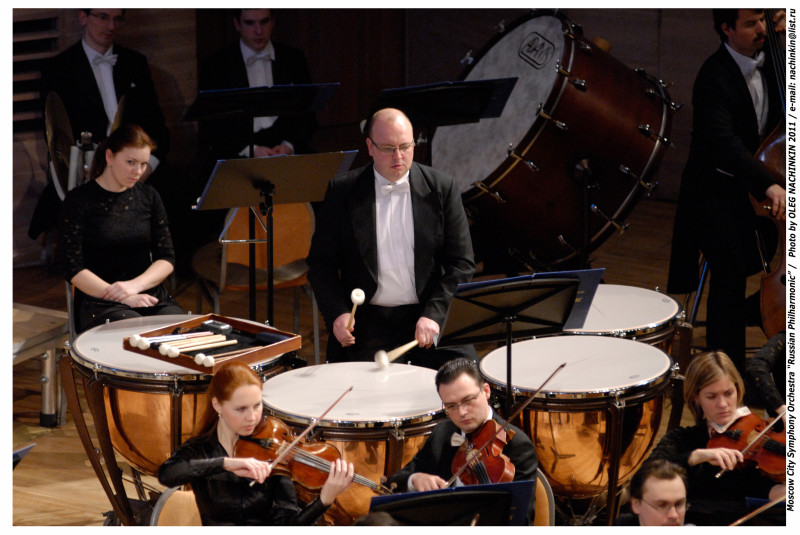 Moscow City Symphony Orchestra "Russian Philharmonic" / Photo by OLEG NACHINKIN 2011 / e-mail: nachinkin@list.ru